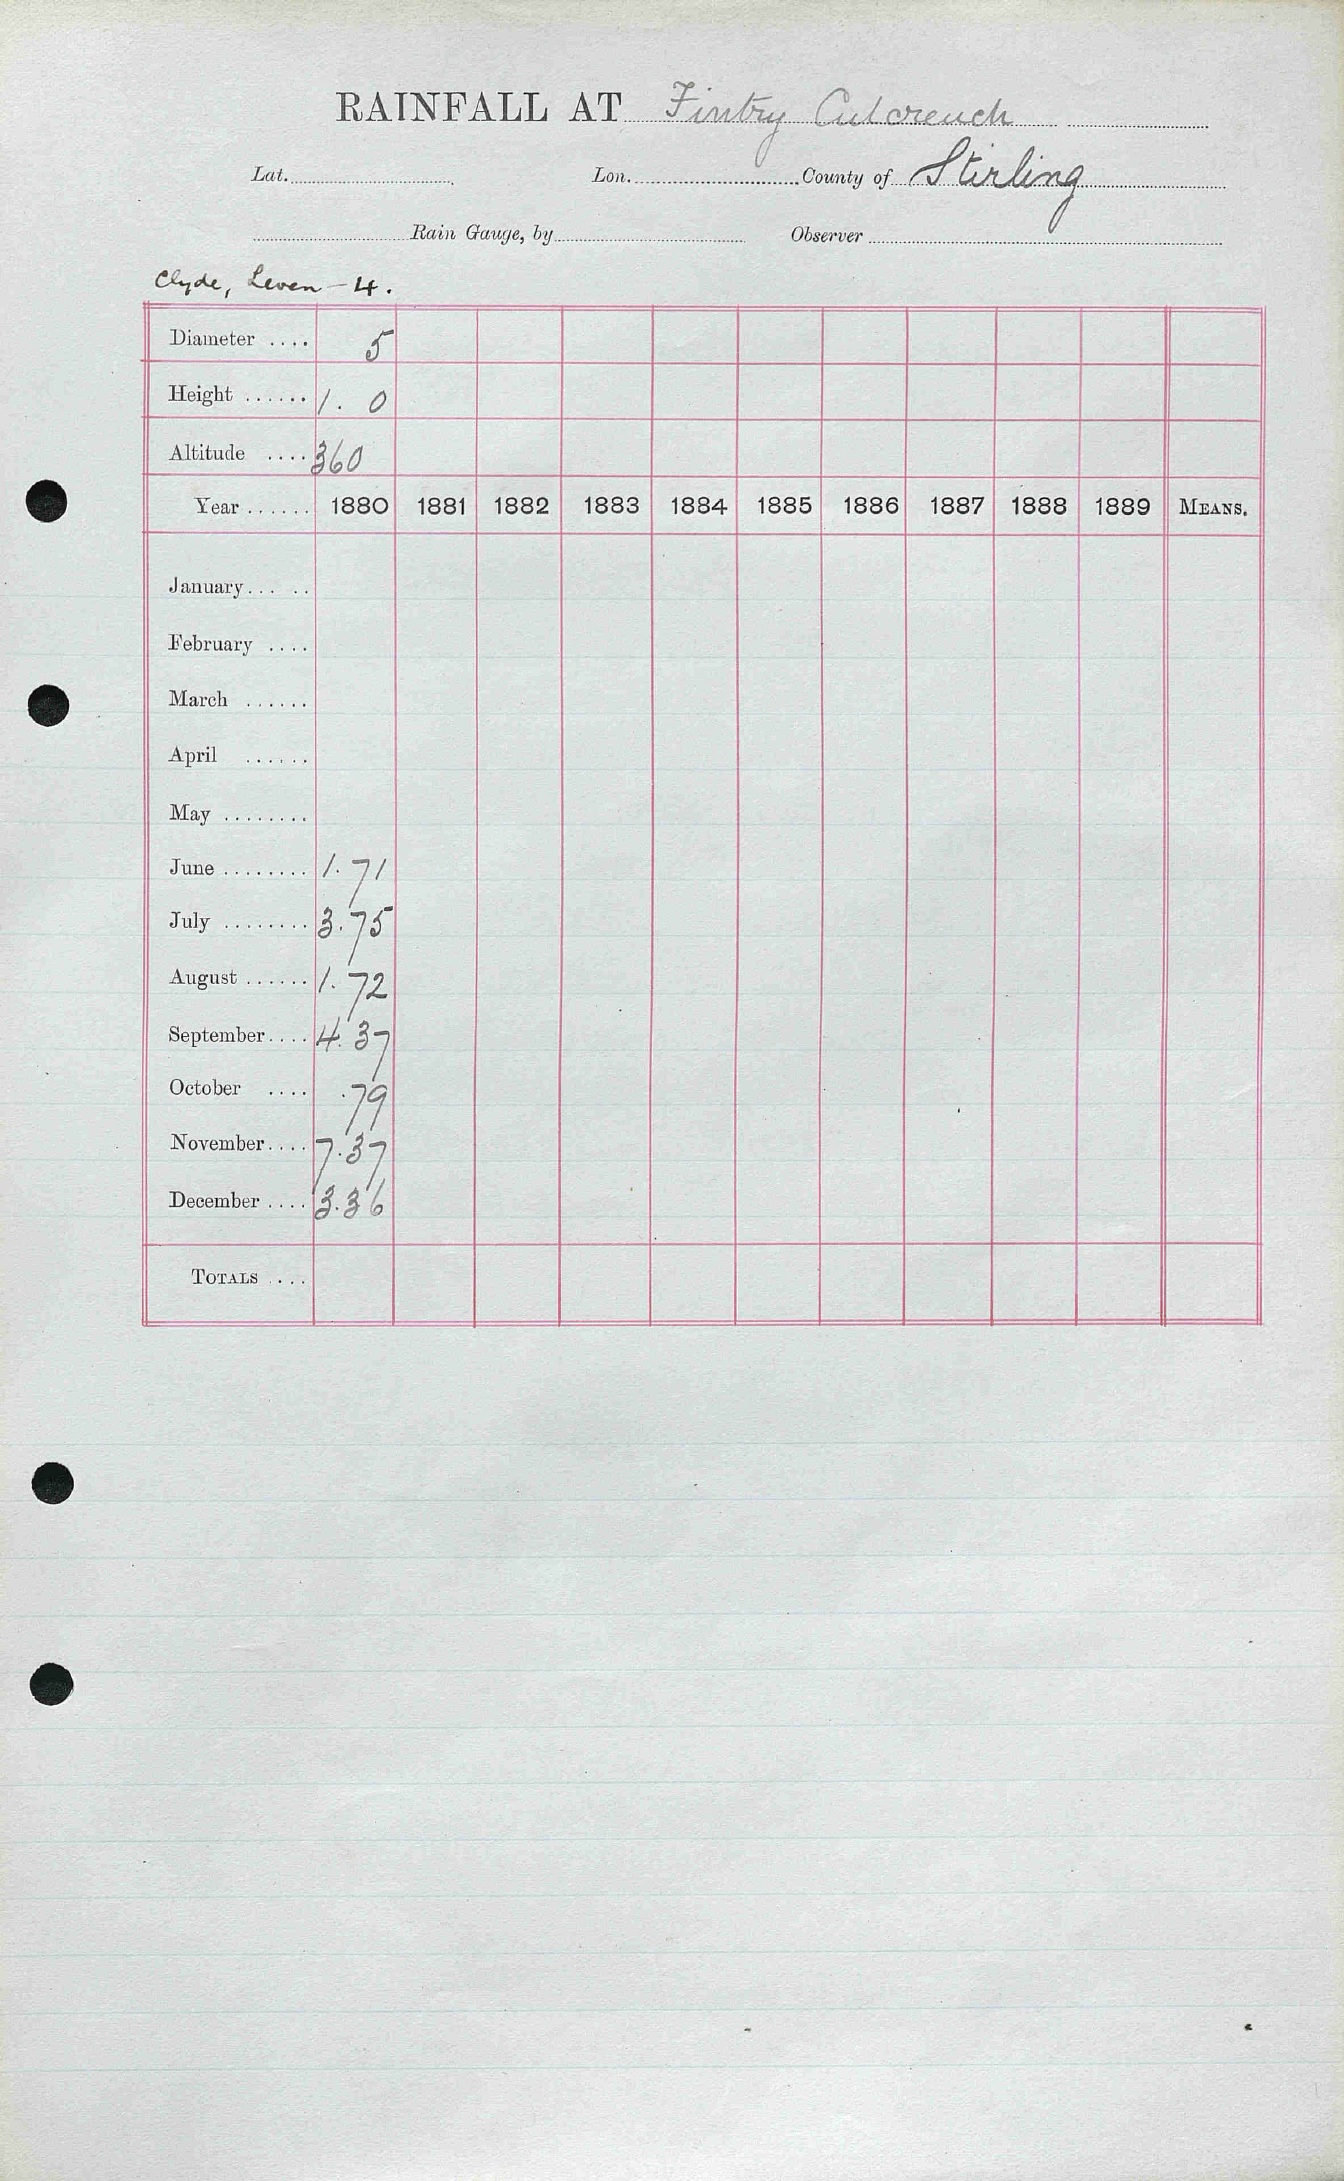 RAINFALL AT Fintry Culcreuch
Lat. Lon. County of Stirling
Rain Gauge, by Observer
Clyde, Leven - 4.
Diameter .... 5
Height ...... 1. 0
Altitude .... 360
Year ...... 1880 1881 1882 1883 1884 1885 1886 1887 1888 1889 MEANS.
January... ..
February ....
March ......
April ......
May ........
June ........ 1.71
July ........ 3.75
August ...... 1.72
September.... 4.37
October .... .79
November.... 7.37
December .... 3.36
TOTALS ....